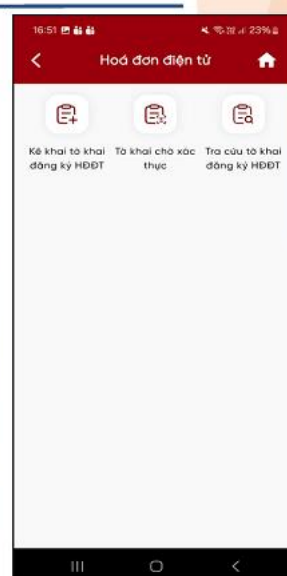 16:51
23%
Hoá đơn điện tử
Kê khai tờ khai đăng ký HĐĐT
Tờ khai chờ xác thực
Tra cứu tờ khai đăng ký HĐĐT